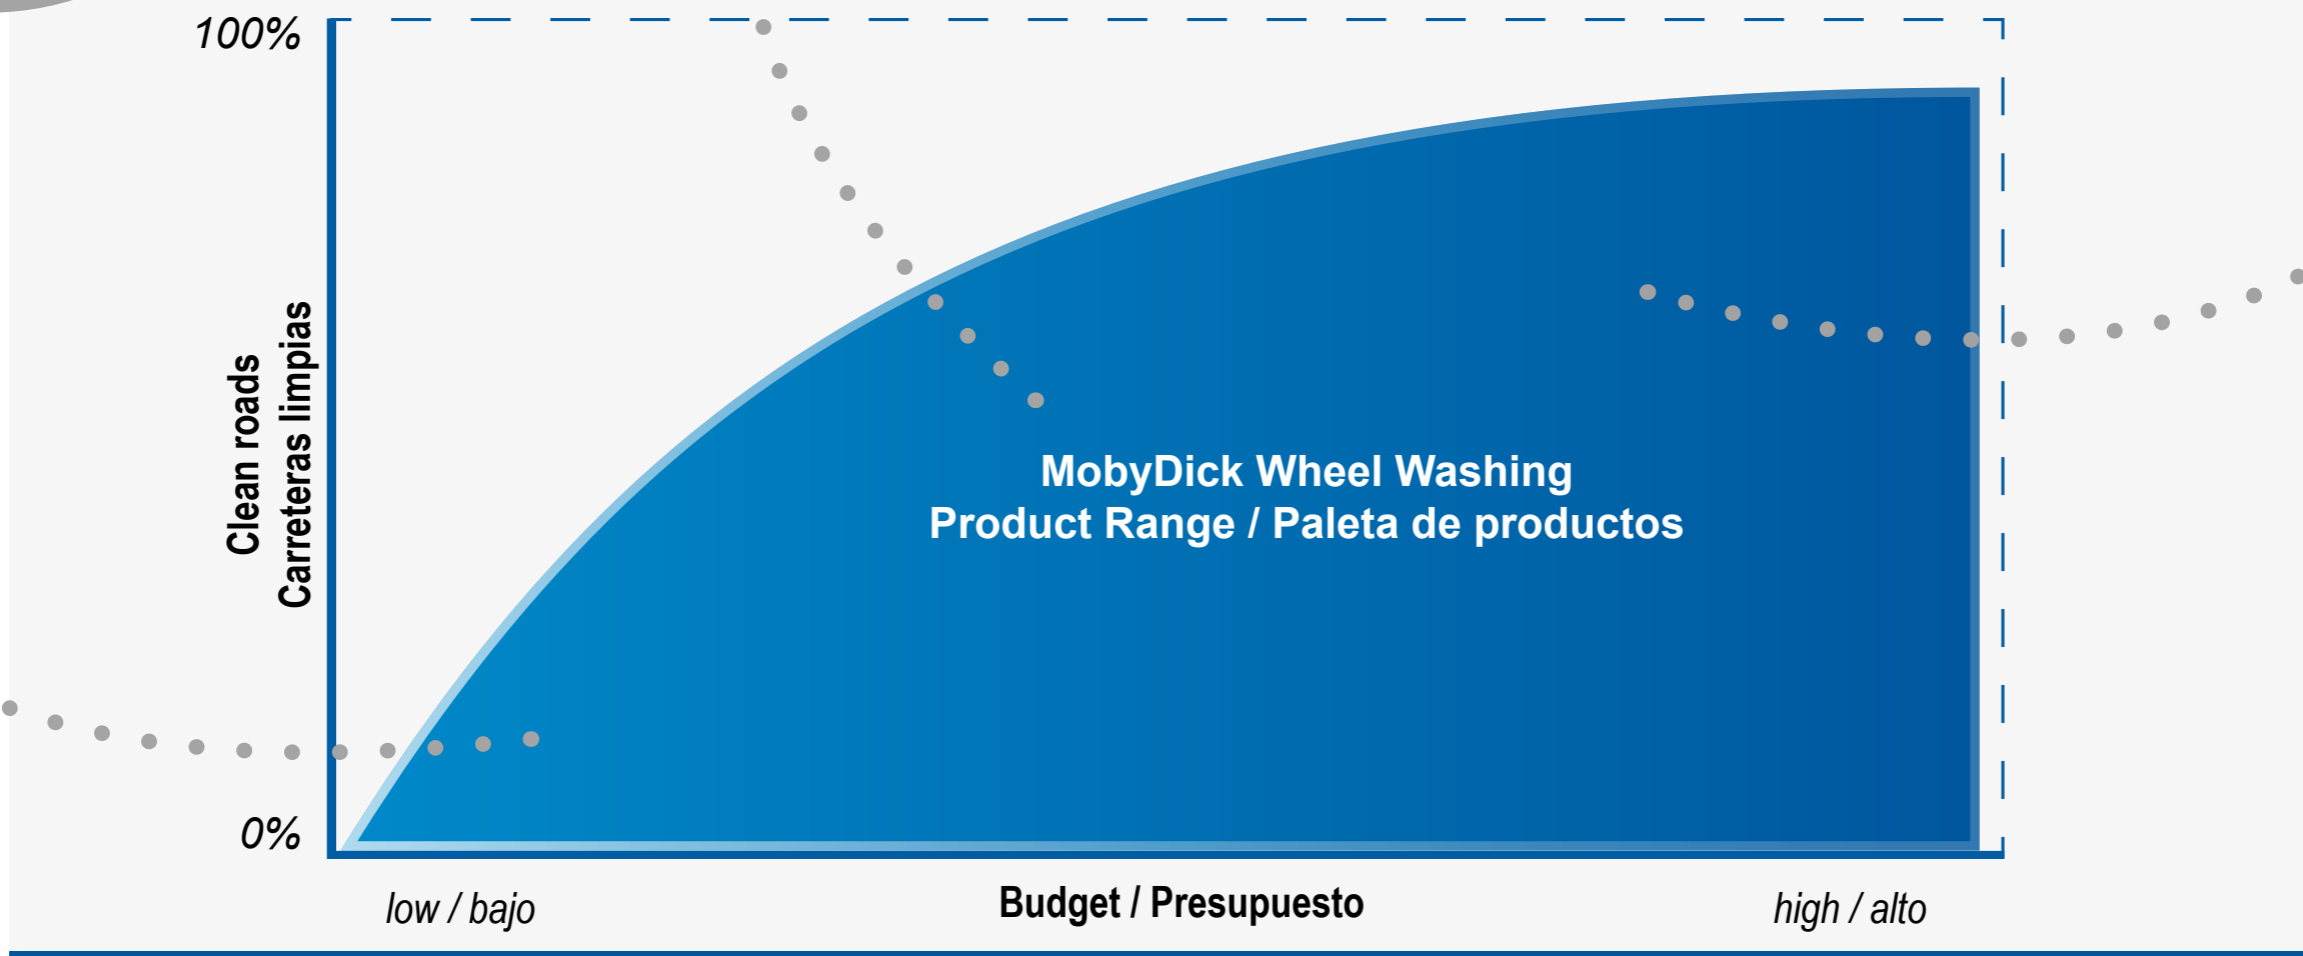 100%
Clean roads
Carreteras limpias
MobyDick Wheel Washing
Product Range / Paleta de productos
0%
low / bajo
Budget / Presupuesto
high / alto